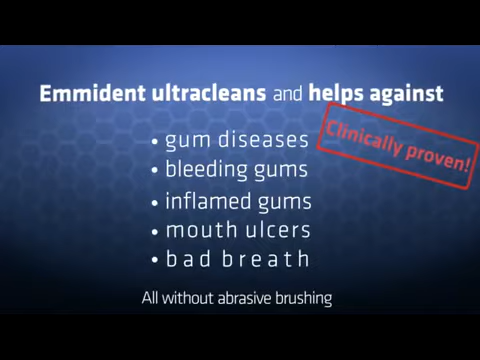 Emmident ultracleans and helps against
Clinically proven!
• gum diseases
• bleeding gums
• inflamed gums
• mouth ulcers
• bad breath
All without abrasive brushing